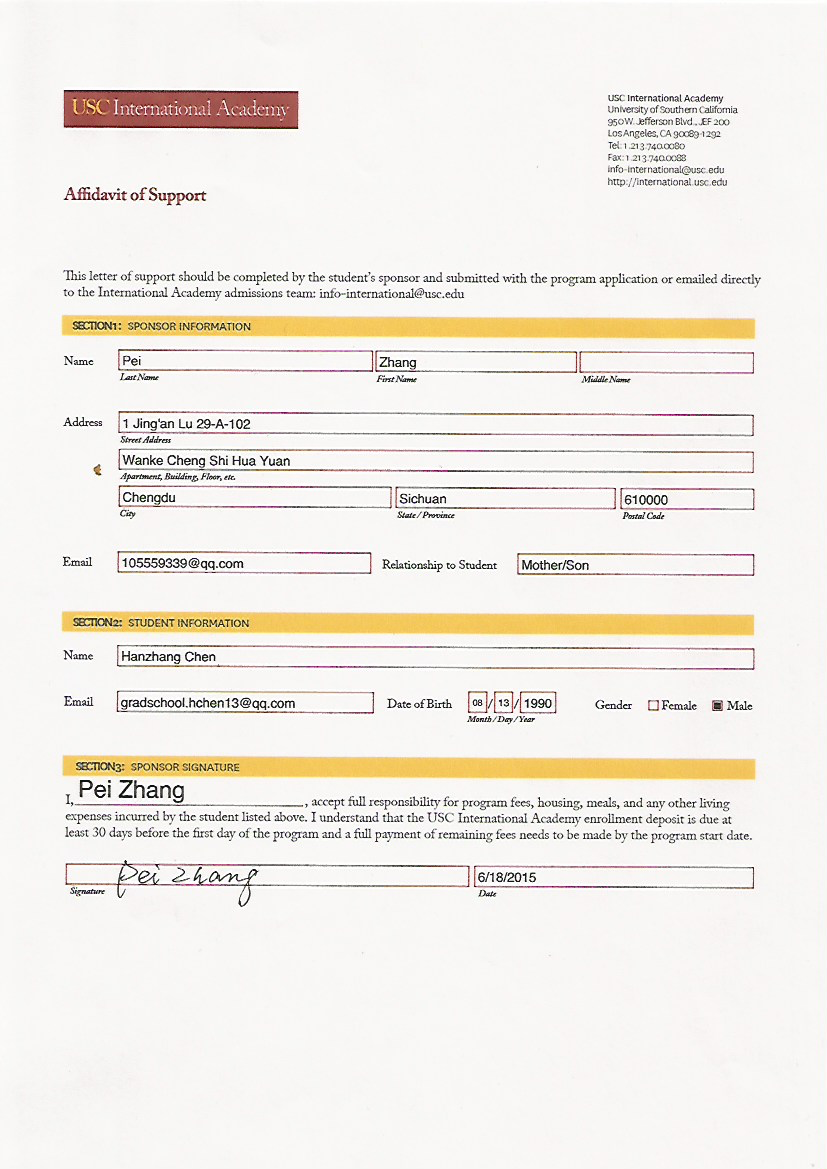 USC International Academy
USC International Academy
University of Southern California
950 W. Jefferson Blvd., JEF 200
Los Angeles, CA 90089-1292
Tel: 1.213.740.0080
Fax: 1.213.740.0088
info-international@usc.edu
http://international.usc.edu
Affidavit of Support
This letter of support should be completed by the student's sponsor and submitted with the program application or emailed directly
to the International Academy admissions team: info-international@usc.edu
SECTION1: SPONSOR INFORMATION
Name Pei Zhang
Last Name First Name Middle Name
Address 1 Jing'an Lu 29-A-102
Street Address
Wanke Cheng Shi Hua Yuan
Apartment, Building, Floor, etc.
Chengdu Sichuan 610000
City State / Province Postal Code
Email 105559339@qq.com Relationship to Student Mother/Son
SECTION2: STUDENT INFORMATION
Name Hanzhang Chen
Email gradschool.hchen13@qq.com Date of Birth 08 / 13 / 1990 Gender Female Male
Month / Day / Year
SECTION3: SPONSOR SIGNATURE
I, Pei Zhang, accept full responsibility for program fees, housing, meals, and any other living
expenses incurred by the student listed above. I understand that the USC International Academy enrollment deposit is due at
least 30 days before the first day of the program and a full payment of remaining fees needs to be made by the program start date.
Pei Zhang 6/18/2015
Signature Date